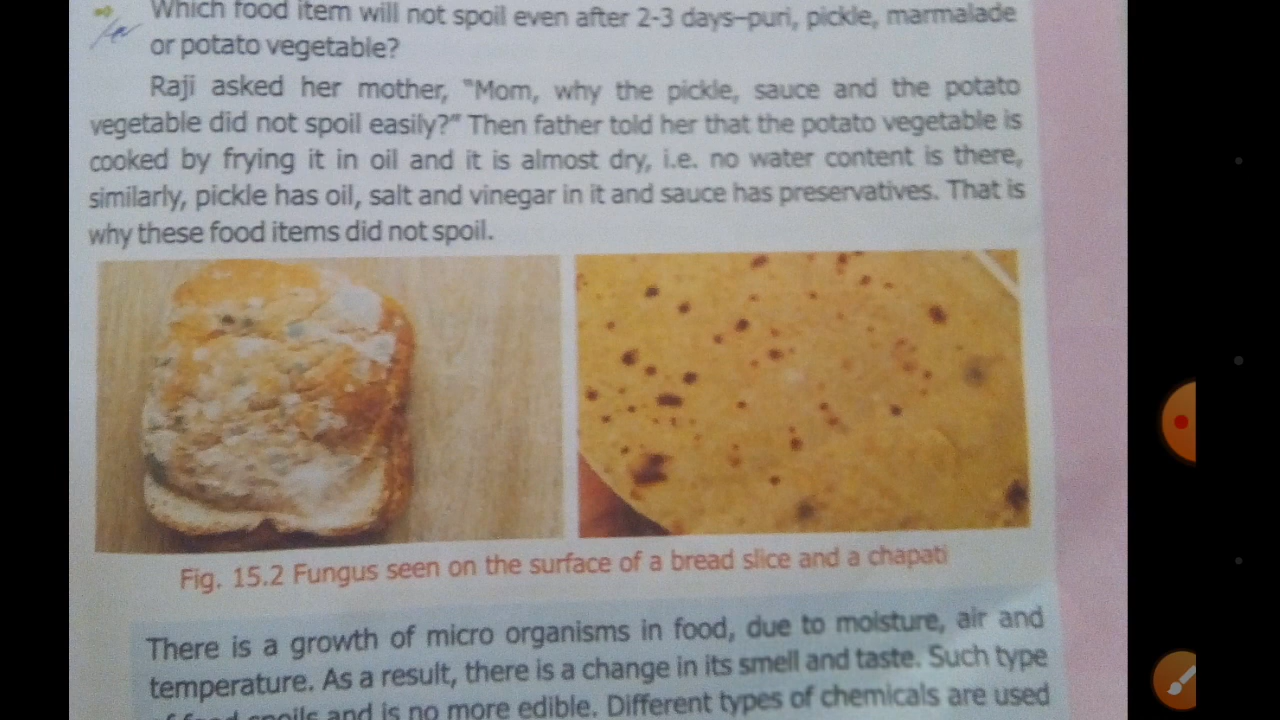 Which food item will not spoil even after 2-3 days–puri, pickle, marmalade
or potato vegetable?
Raji asked her mother, "Mom, why the pickle, sauce and the potato
vegetable did not spoil easily?" Then father told her that the potato vegetable is
cooked by frying it in oil and it is almost dry, i.e. no water content is there,
similarly, pickle has oil, salt and vinegar in it and sauce has preservatives. That is
why these food items did not spoil.
Fig. 15.2 Fungus seen on the surface of a bread slice and a chapati
There is a growth of micro organisms in food, due to moisture, air and
temperature. As a result, there is a change in its smell and taste. Such type
of food spoils and is no more edible. Different types of chemicals are used